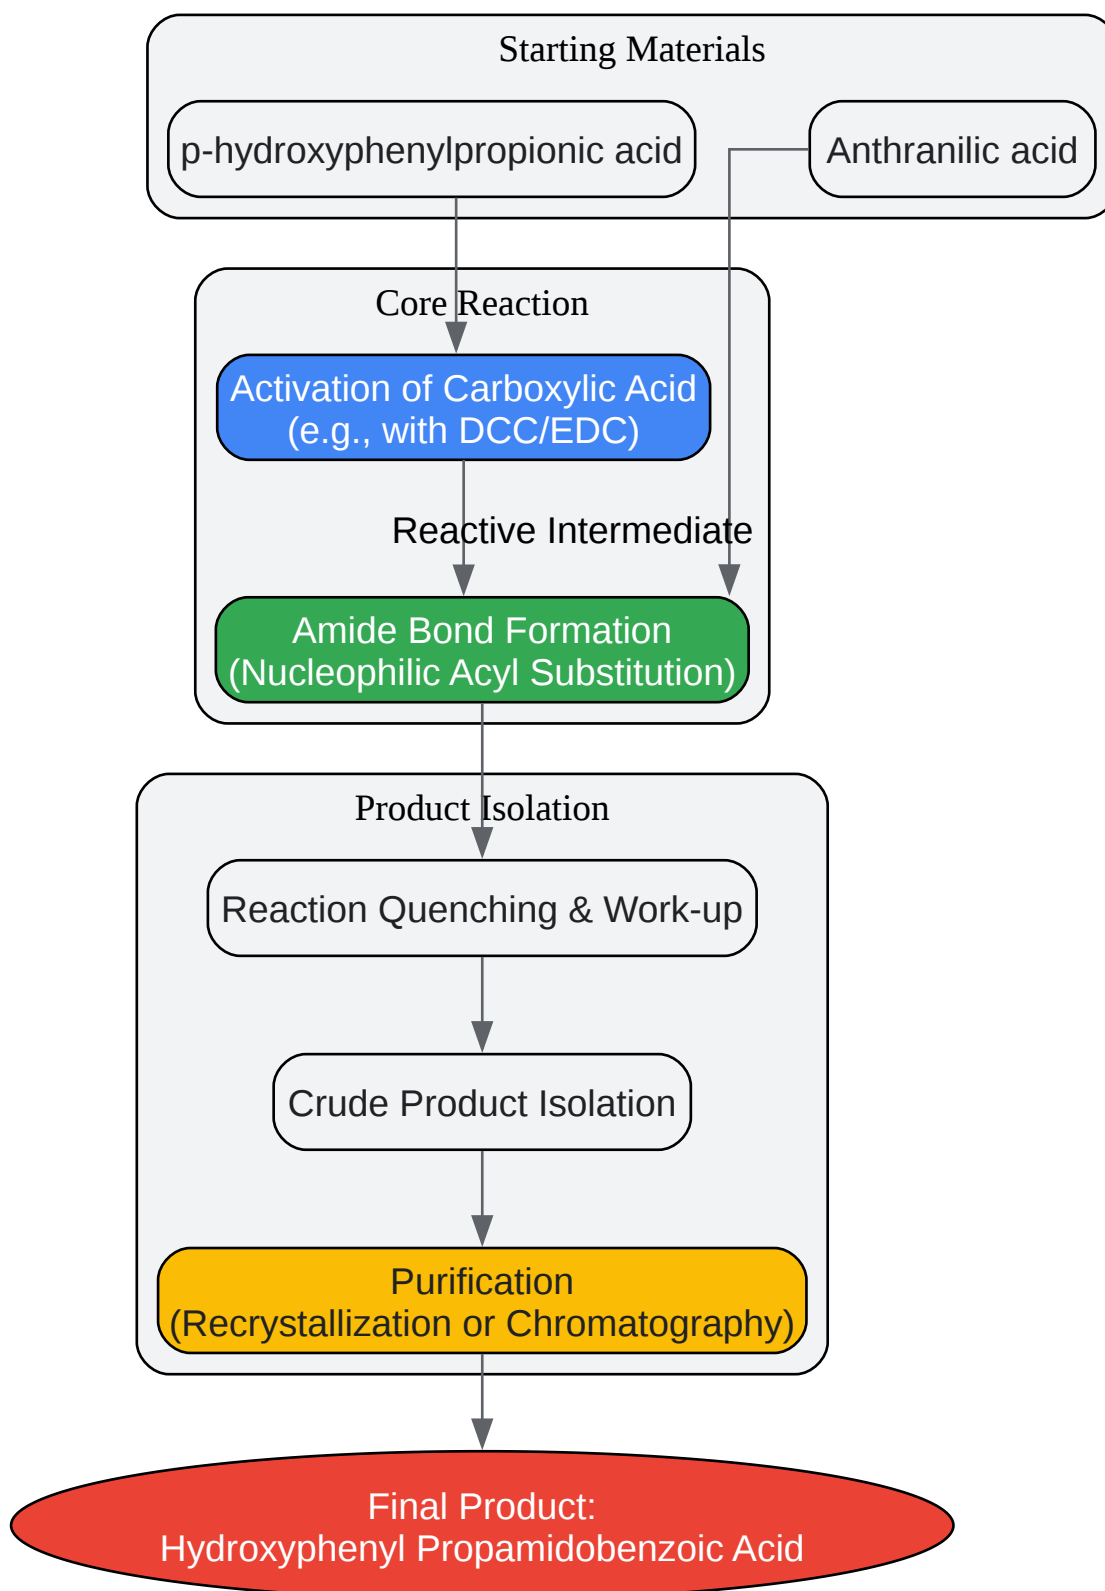 Starting Materials
p-hydroxyphenylpropionic acid
Anthranilic acid
Core Reaction
Activation of Carboxylic Acid
(e.g., with DCC/EDC)
Reactive Intermediate
Amide Bond Formation
(Nucleophilic Acyl Substitution)
Product Isolation
Reaction Quenching & Work-up
Crude Product Isolation
Purification
(Recrystallization or Chromatography)
Final Product:
Hydroxyphenyl Propamidobenzoic Acid